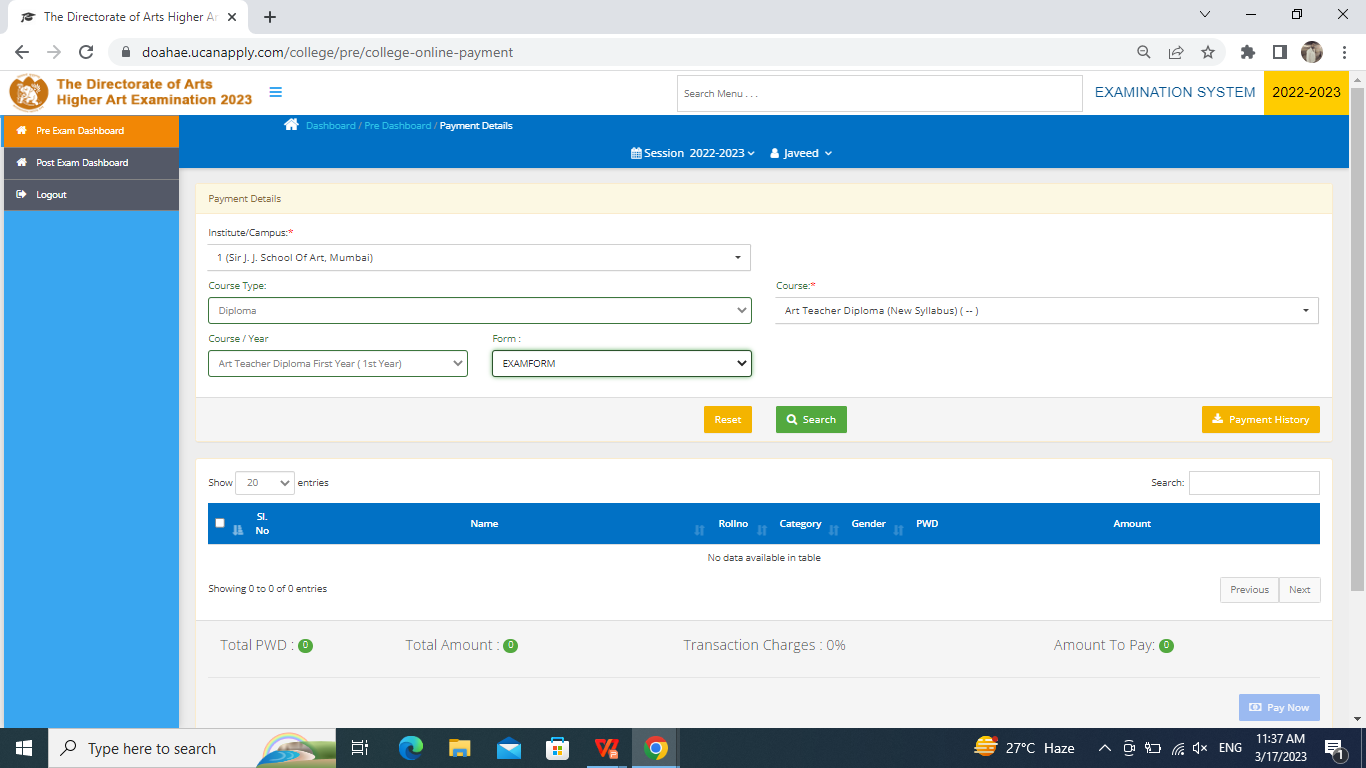 The Directorate of Arts Higher Ar
doahae.ucanapply.com/college/pre/college-online-payment
The Directorate of Arts
Higher Art Examination 2023
Search Menu . . .
EXAMINATION SYSTEM
2022-2023
Pre Exam Dashboard
Post Exam Dashboard
Logout
Dashboard / Pre Dashboard / Payment Details
Session 2022-2023
Javeed
Payment Details
Institute/Campus:*
1 (Sir J. J. School Of Art, Mumbai)
Course Type:
Course:*
Diploma
Art Teacher Diploma (New Syllabus) ( -- )
Course / Year
Form :
Art Teacher Diploma First Year ( 1st Year)
EXAMFORM
Reset
Search
Payment History
Show 20 entries
Search:
Sl. No
Name
Rollno
Category
Gender
PWD
Amount
No data available in table
Showing 0 to 0 of 0 entries
Previous
Next
Total PWD : 0
Total Amount : 0
Transaction Charges : 0%
Amount To Pay: 0
Pay Now
Type here to search
27°C Haze
ENG
11:37 AM
3/17/2023
1